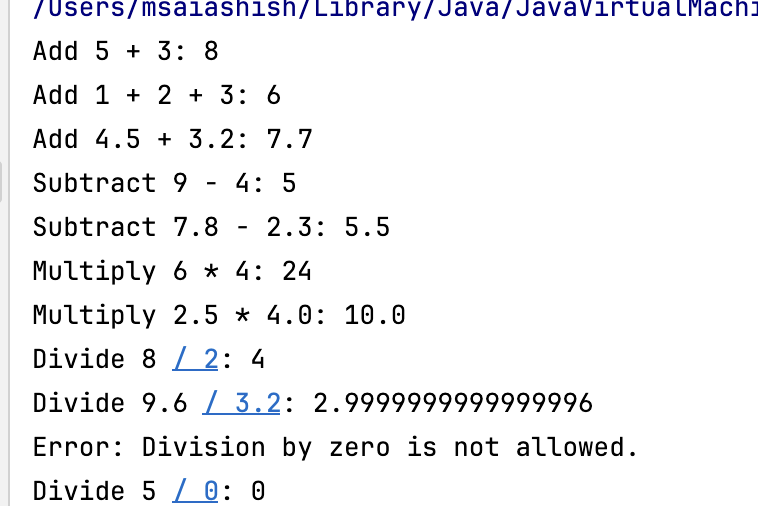 /Users/msaiashish/Library/Java/JavaVirtualMachi
Add 5 + 3: 8
Add 1 + 2 + 3: 6
Add 4.5 + 3.2: 7.7
Subtract 9 - 4: 5
Subtract 7.8 - 2.3: 5.5
Multiply 6 * 4: 24
Multiply 2.5 * 4.0: 10.0
Divide 8 / 2: 4
Divide 9.6 / 3.2: 2.9999999999999996
Error: Division by zero is not allowed.
Divide 5 / 0: 0